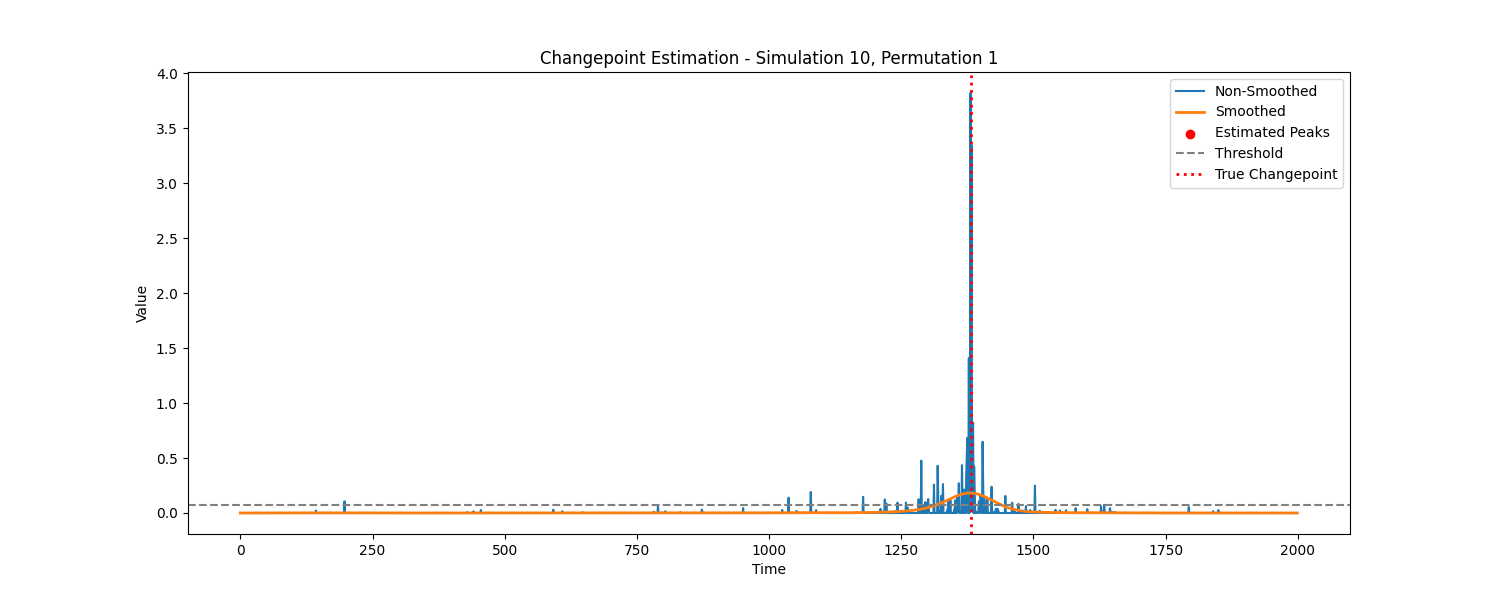 Changepoint Estimation - Simulation 10, Permutation 1
4.0
3.5
3.0
2.5
2.0
1.5
1.0
0.5
0.0
Value
Non-Smoothed
Smoothed
Estimated Peaks
Threshold
True Changepoint
0 250 500 750 1000 1250 1500 1750 2000
Time